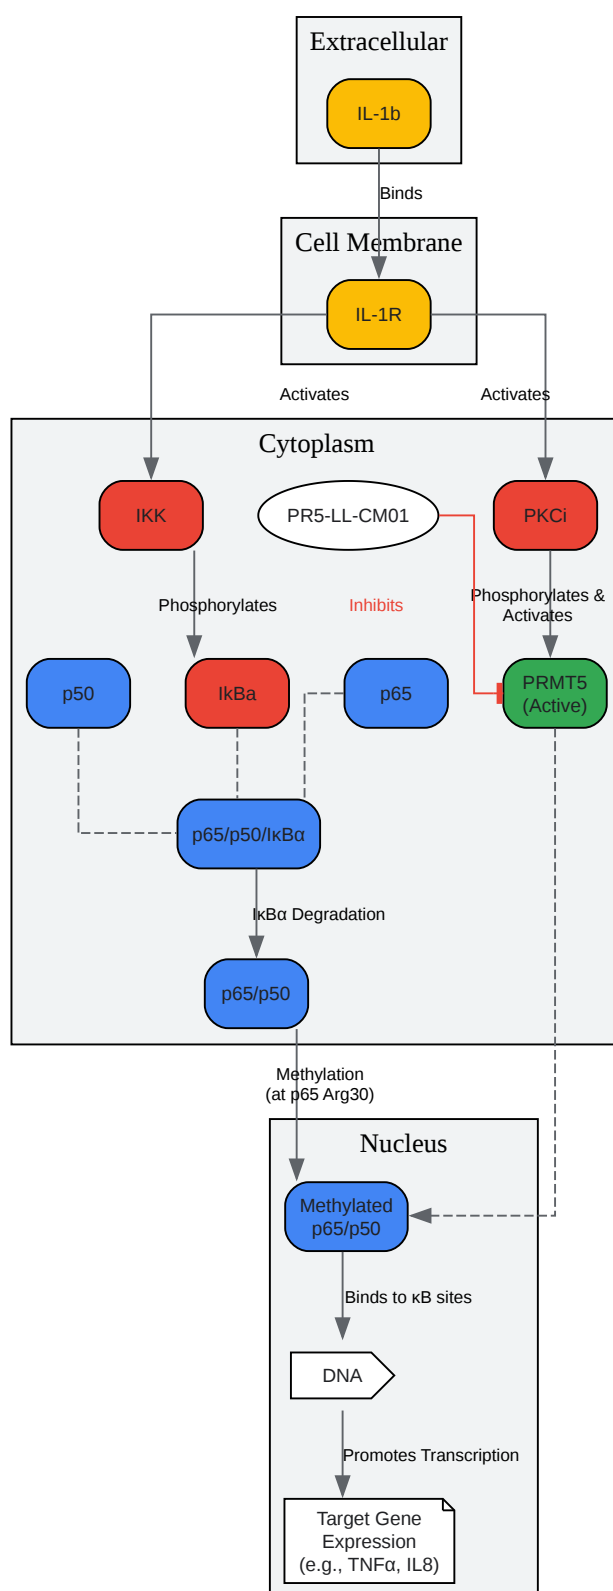 Extracellular
IL-1b
Binds
Cell Membrane
IL-1R
Activates
Activates
Cytoplasm
IKK
PR5-LL-CM01
PKCi
Phosphorylates
Inhibits
Phosphorylates &
Activates
p50
IkBa
p65
PRMT5
(Active)
p65/p50/IκBα
IκBα Degradation
p65/p50
Methylation
(at p65 Arg30)
Nucleus
Methylated
p65/p50
Binds to κB sites
DNA
Promotes Transcription
Target Gene
Expression
(e.g., TNFα, IL8)